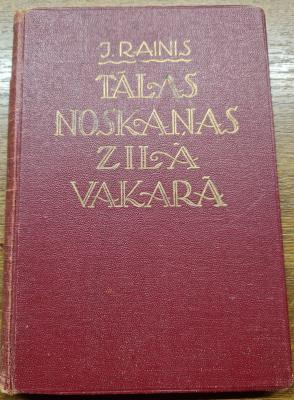 J. RAINIS
TĀLAS
NOSKAŅAS
ZILĀ
VAKARĀ